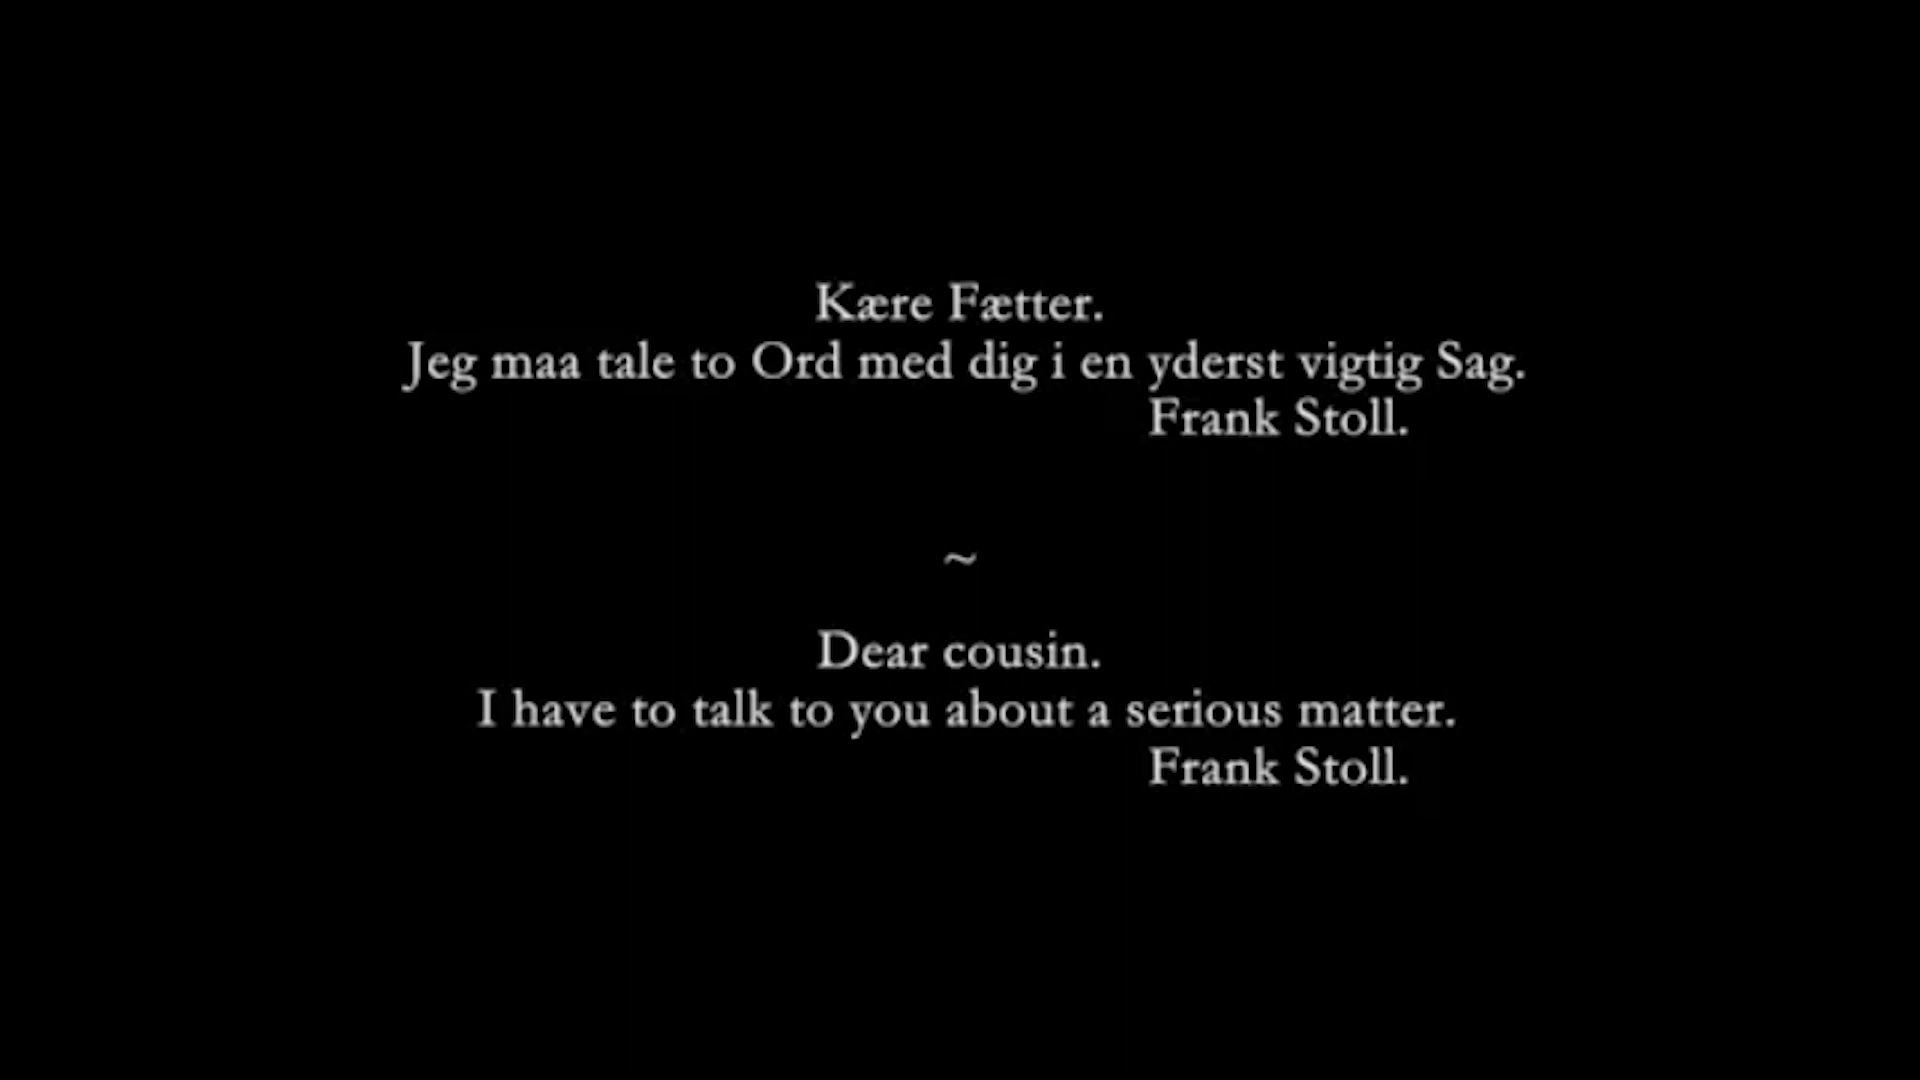 Kære Fætter.
Jeg maa tale to Ord med dig i en yderst vigtig Sag.
Frank Stoll.
~
Dear cousin.
I have to talk to you about a serious matter.
Frank Stoll.